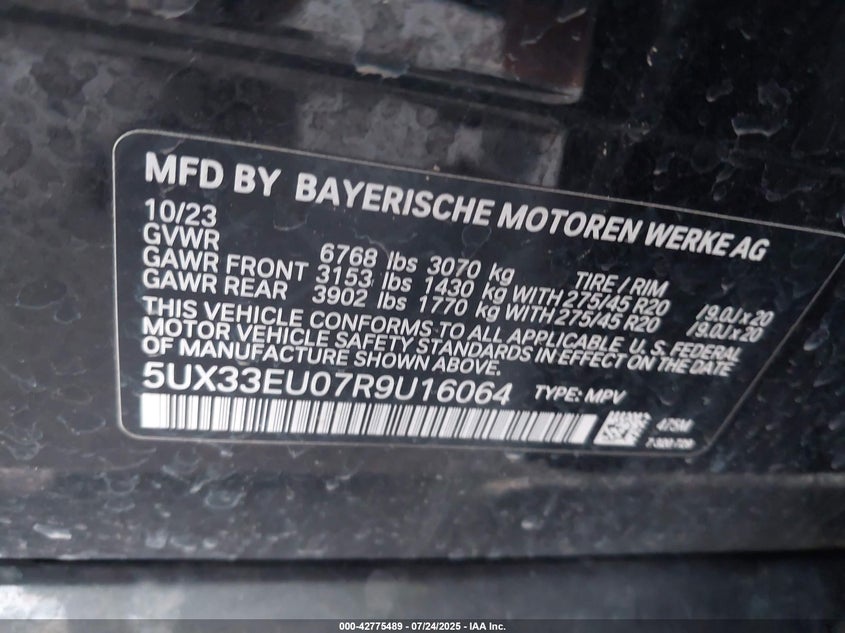 MFD BY BAYERISCHE MOTOREN WERKE AG
10/23
GVWR 6768 lbs 3070 kg TIRE / RIM
GAWR FRONT 3153 lbs 1430 kg WITH 275/45 R20 /9.0J x 20
GAWR REAR 3902 lbs 1770 kg WITH 275/45 R20 /9.0J x 20
THIS VEHICLE CONFORMS TO ALL APPLICABLE U.S. FEDERAL
MOTOR VEHICLE SAFETY STANDARDS IN EFFECT ON THE DATE
OF MANUFACTURE SHOWN ABOVE.
5UX33EU07R9U16064 TYPE: MPV
000-42775489 - 07/24/2025 - IAA Inc.